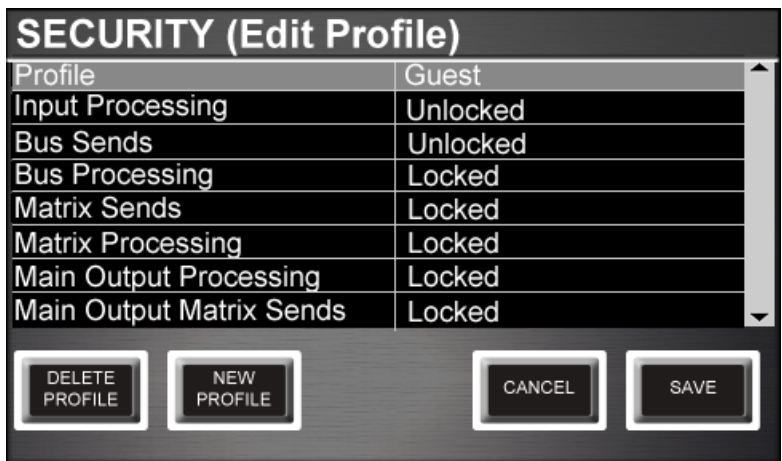 SECURITY (Edit Profile)
Profile Guest
Input Processing Unlocked
Bus Sends Unlocked
Bus Processing Locked
Matrix Sends Locked
Matrix Processing Locked
Main Output Processing Locked
Main Output Matrix Sends Locked
DELETE PROFILE
NEW PROFILE
CANCEL
SAVE